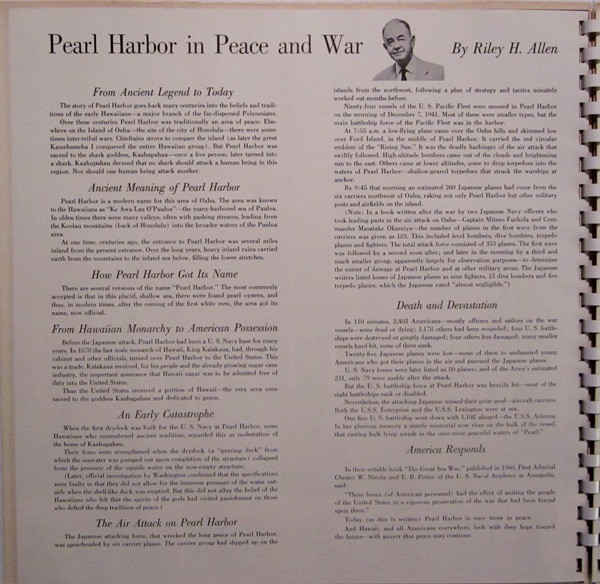 Pearl Harbor in Peace and War
By Riley H. Allen
From Ancient Legend to Today
The story of Pearl Harbor goes back many centuries into the beliefs and tradi-
tions of the early Hawaiians—a major branch of the far-dispersed Polynesians.
Over these centuries Pearl Harbor was traditionally an area of peace. Else-
where on the Island of Oahu—the site of the city of Honolulu—there were some-
times inter-tribal wars. Chieftains strove to conquer the island (as later the great
Kamehameha I conquered the entire Hawaiian group). But Pearl Harbor was
sacred to the shark goddess, Kaahupahau—once a live person, later turned into
a shark. Kaahupahau decreed that no shark should attack a human being in this
region. Nor should one human being attack another.
Ancient Meaning of Pearl Harbor
Pearl Harbor is a modern name for this area of Oahu. The area was known
to the Hawaiians as "Ke Awa Lau O'Puuloa"—the many-harbored sea of Puuloa.
In olden times there were many valleys, often with gushing streams, leading from
the Koolau mountains (back of Honolulu) into the broader waters of the Puuloa
area.
At one time, centuries ago, the entrance to Pearl Harbor was several miles
inland from the present entrance. Over the long years, heavy inland rains carried
earth from the mountains to the inland sea below, filling the lower stretches.
How Pearl Harbor Got Its Name
There are several versions of the name "Pearl Harbor." The most commonly
accepted is that in this placid, shallow sea, there were found pearl oysters, and
thus, in modern times, after the coming of the first white men, the area got its
name, now official.
From Hawaiian Monarchy to American Possession
Before the Japanese attack, Pearl Harbor had been a U. S. Navy base for many
years. In 1873 the last male monarch of Hawaii, King Kalakaua, had, through his
cabinet and other officials, turned over Pearl Harbor to the United States. This
was a trade. Kalakaua received, for his people and the already growing sugar cane
industry, the important assurance that Hawaii sugar was to be admitted free of
duty into the United States.
Thus the United States received a portion of Hawaii—the very area once
sacred to the goddess Kaahupahau and dedicated to peace.
An Early Catastrophe
When the first drydock was built for the U. S. Navy at Pearl Harbor, some
Hawaiians who remembered ancient tradition, regarded this as molestation of
the home of Kaahupahau.
Their fears were strengthened when the drydock (a "graving dock" from
which the seawater was pumped out upon completion of the structure) collapsed
from the pressure of the outside water on the now-empty structure.
(Later, official investigation by Washington confirmed that the specifications
were faulty in that they did not allow for the immense pressure of the water out-
side when the shell-like dock was emptied. But this did not allay the belief of the
Hawaiians who felt that the spirits of the gods had visited punishment on those
who defied the deep tradition of peace.)
The Air Attack on Pearl Harbor
The Japanese attacking force, that wrecked the long peace of Pearl Harbor,
was spearheaded by six carrier planes. The carrier group had slipped up on the
islands from the northwest, following a plan of strategy and tactics minutely
worked out months before.
Ninety-four vessels of the U. S. Pacific Fleet were moored in Pearl Harbor
on the morning of December 7, 1941. Most of these were smaller types, but the
main battleship force of the Pacific Fleet was in the harbor.
At 7:55 a.m. a low-flying plane came over the Oahu hills and skimmed low
over Ford Island, in the middle of Pearl Harbor. It carried the red circular
emblem of the "Rising Sun." It was the deadly harbinger of the air attack that
swiftly followed. High-altitude bombers came out of the clouds and brightening
sun to the east. Others came at lower altitudes, some to drop torpedoes into the
waters of Pearl Harbor—shallow-geared torpedoes that struck the warships at
anchor.
By 9:45 that morning an estimated 260 Japanese planes had come from the
six carriers northwest of Oahu, raking not only Pearl Harbor but other military
posts and airfields on the island.
(Note: In a book written after the war by two Japanese Navy officers who
took leading parts in the air attack on Oahu—Captain Mitsuo Fuchida and Com-
mander Masatake Okumiya—the number of planes in the first wave from the
carriers was given as 183. This included level bombers, dive bombers, torpedo
planes and fighters. The total attack force consisted of 353 planes. The first wave
was followed by a second soon after; and later in the morning by a third and
much smaller group, apparently largely for observation purposes—to determine
the extent of damage at Pearl Harbor and at other military areas. The Japanese
writers listed losses of Japanese planes as nine fighters, 15 dive bombers and five
torpedo planes, which the Japanese rated "almost negligible.")
Death and Devastation
In 110 minutes, 2,403 Americans—mostly officers and sailors on the war
vessels—were dead or dying; 1,178 others had been wounded; four U. S. battle-
ships were destroyed or greatly damaged; four others less damaged; many smaller
vessels hard hit, some of them sunk.
Twenty-five Japanese planes were lost—some of them to undaunted young
Americans who got their planes in the air and pursued the Japanese planes.
U. S. Navy losses were later listed as 80 planes; and of the Army's estimated
231, only 79 were usable after the attack.
But the U. S. battleship force at Pearl Harbor was heavily hit—most of the
eight battleships sunk or disabled.
Nevertheless, the attacking Japanese missed their prize goal—aircraft carriers.
Both the U.S.S. Enterprise and the U.S.S. Lexington were at sea.
One fine U. S. battleship went down with 1,102 aboard—the U.S.S. Arizona.
In her glorious memory a stately memorial now rises on the hulk of the vessel,
that rusting hulk lying awash in the once-more peaceful waters of "Pearl."
America Responds
In their notable book "The Great Sea War," published in 1960, Fleet Admiral
Chester W. Nimitz and E. B. Potter of the U. S. Naval Academy at Annapolis,
said:
"These losses (of American personnel) had the effect of uniting the people
of the United States in a vigorous prosecution of the war that had been forced
upon them."
Today (as this is written) Pearl Harbor is once more in peace.
And Hawaii, and all Americans everywhere, look with deep hope toward
the future—with prayer that peace may continue.